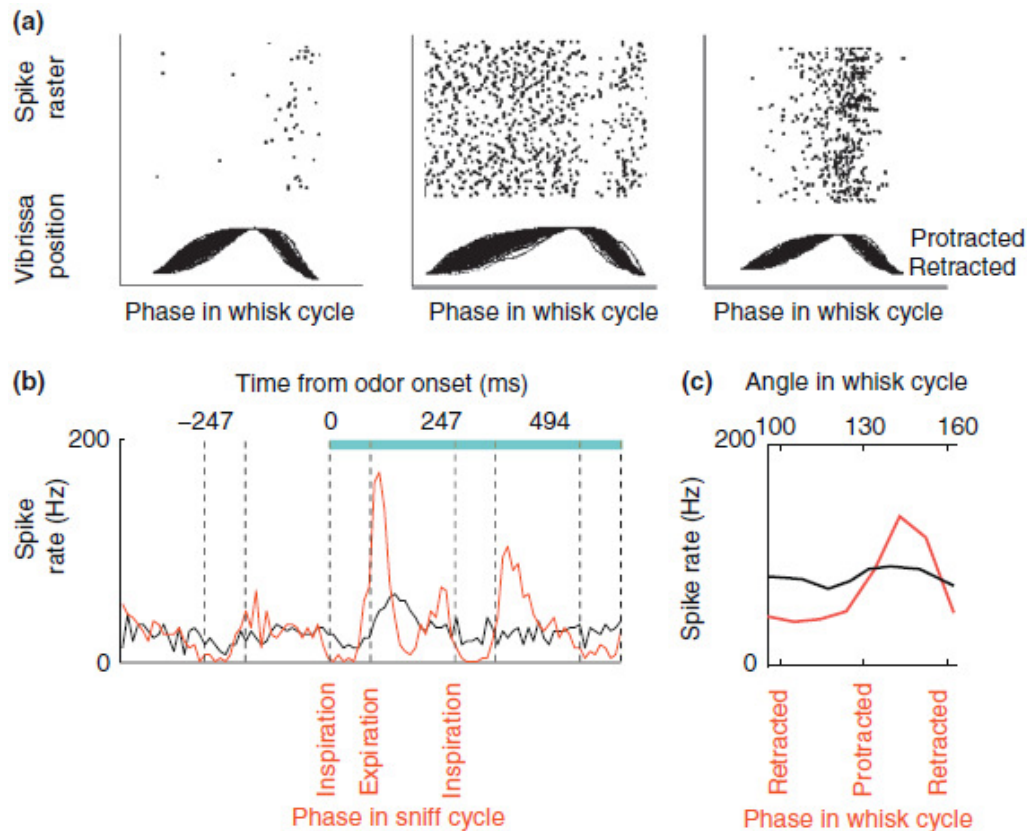 (a)
Spike
raster
Vibrissa
position
Protracted
Retracted
Phase in whisk cycle
Phase in whisk cycle
Phase in whisk cycle
(b)
Time from odor onset (ms)
–247
0
247
494
200
0
Spike
rate (Hz)
Inspiration
Expiration
Inspiration
Phase in sniff cycle
(c)
Angle in whisk cycle
100
130
160
200
0
Spike rate (Hz)
Retracted
Protracted
Retracted
Phase in whisk cycle